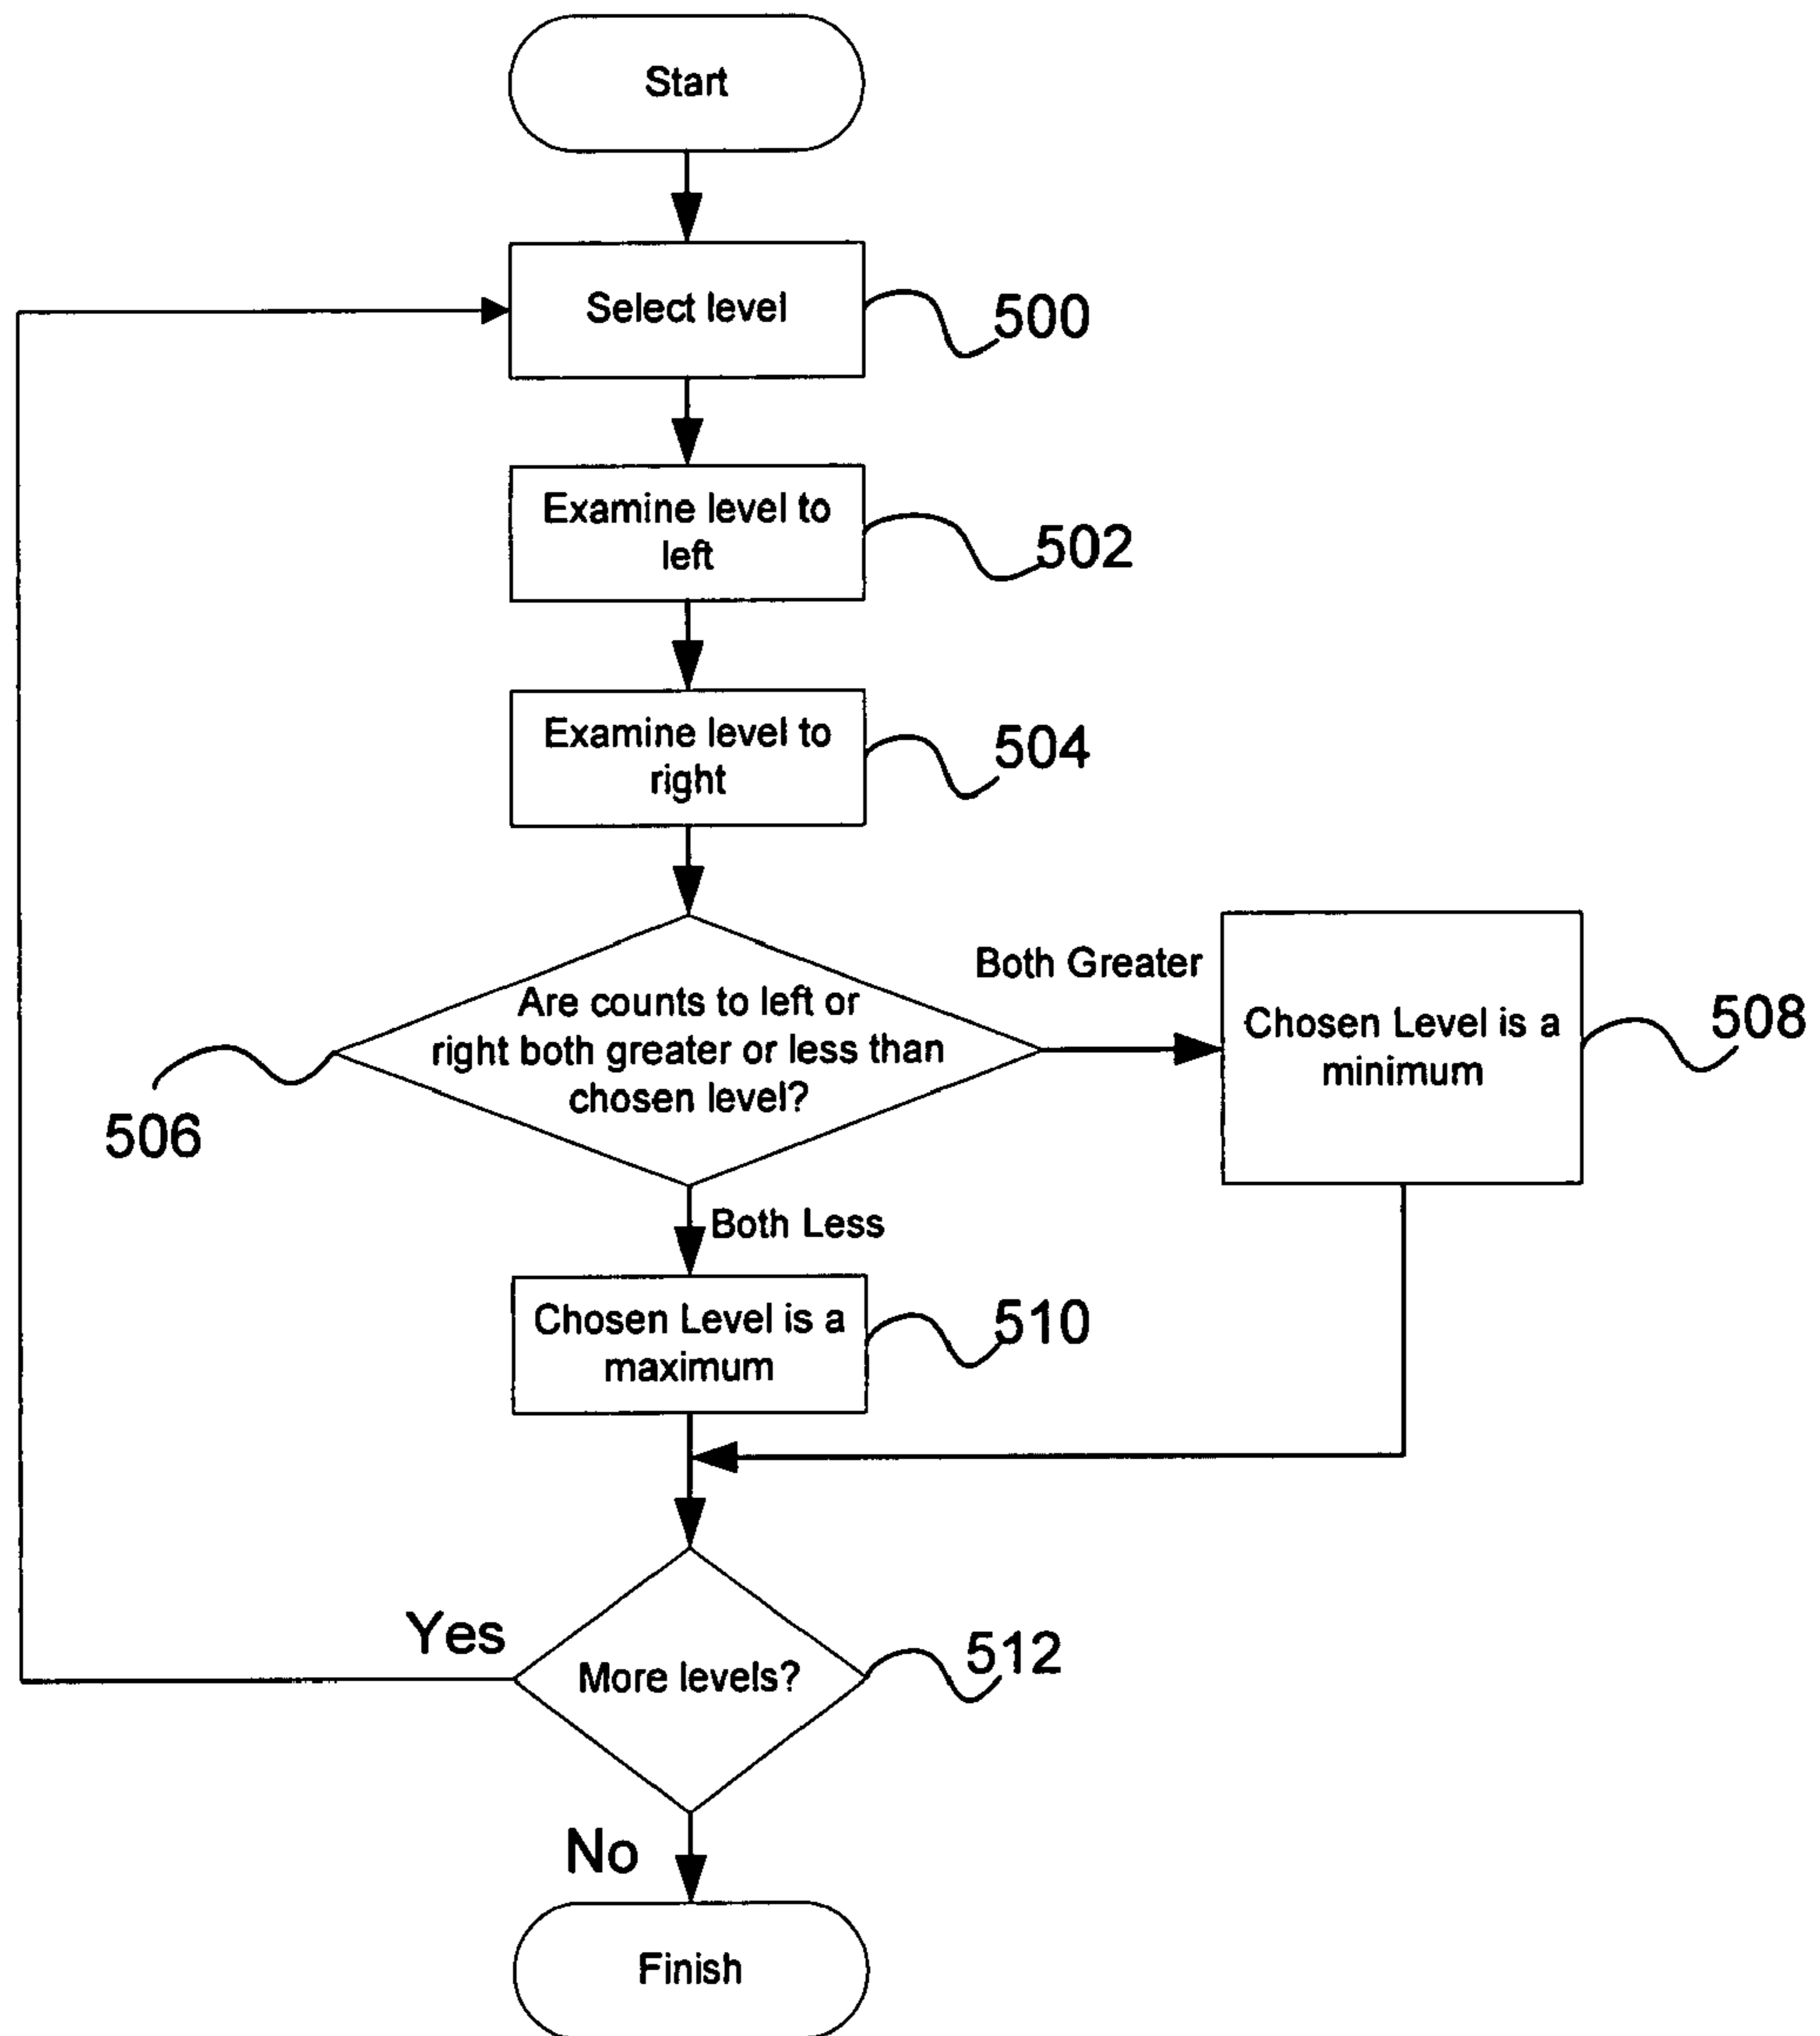 Start
Select level
500
Examine level to
left
502
Examine level to
right
504
Are counts to left or
right both greater or less than
chosen level?
506
Both Greater
Chosen Level is a
minimum
508
Both Less
Chosen Level is a
maximum
510
More levels?
512
Yes
No
Finish